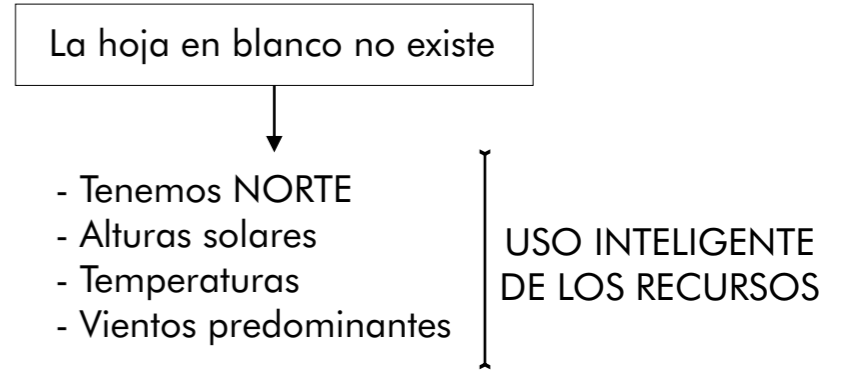 La hoja en blanco no existe
- Tenemos NORTE
- Alturas solares
- Temperaturas
- Vientos predominantes
USO INTELIGENTE
DE LOS RECURSOS